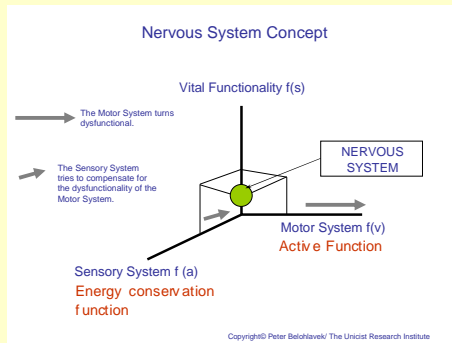 Nervous System Concept
Vital Functionality f(s)
The Motor System turns
dysfunctional.
The Sensory System
tries to compensate for
the dysfunctionality of the
Motor System.
NERVOUS
SYSTEM
Motor System f(v)
Active Function
Sensory System f (a)
Energy conservation
function
Copyright© Peter Belohlavek/ The Unicist Research Institute